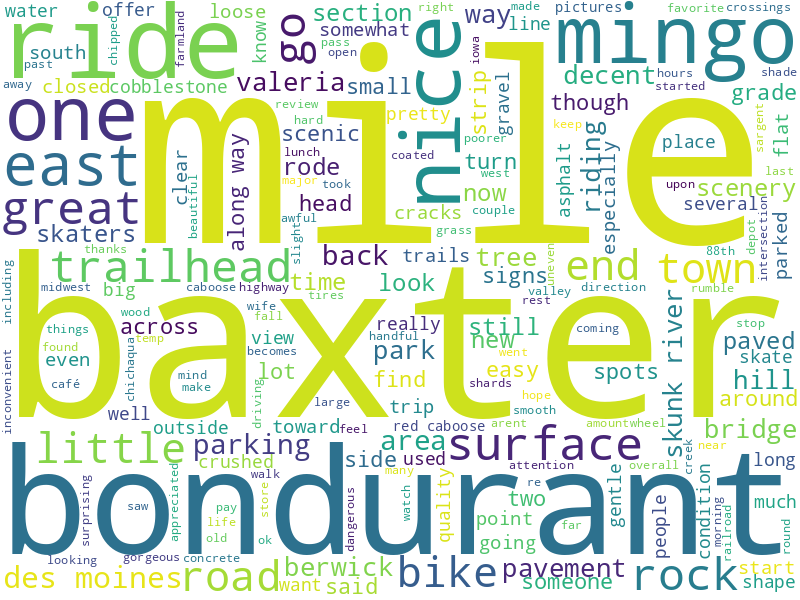 water
offer
section
go
way
pictures
favorite
right
made
crossings
ride
chipped
farmland
loose
know
somewhat
line
mingo
south
past
pass
open
iowa
hours
shade
started
away
closed
cobblestone
valeria
small
nice
strip
gravel
decent
grade
one
mile
review
hard
scenic
pretty
though
keep
flat
sargent
east
clear
beautiful
along way
lunch
rode
major
took
coated
poorer
west
couple
turn
asphalt
riding
especially
place
last
upon
scenery
great
head
now
several
skaters
awful
slight
cracks
grass
parked
intersection
thanks
back
trails
tree
uneven
88th
depot
trailhead
end
town
including
big
time
look
signs
midwest
caboose
highway
tires
valley
rest
direction
rumble
things
wood
wife
fall
view
handful
still
new
coming
stop
across
really
baxter
found
temp
becomes
even
chichaqua
park
went
easy
spots
skunk river
paved
skate
inconvenient
café
mind
make
driving
lot
find
shards
hope
hill
around
well
large
feel
trip
red caboose
smooth
arent
amountwheel
outside
toward
area
near
bridge
little
parking
surface
crushed
side
used
many
attention
re
overall
creek
long
surprising
appreciated
walk
dangerous
watch
quality
two
gentle
people
condition
morning
much
saw
pay
life
old
store
ok
point
going
far
railroad
round
bondurant
looking
gorgeous
concrete
berwick
bike
pavement
rock
start
des moines
road
want
said
someone
shape